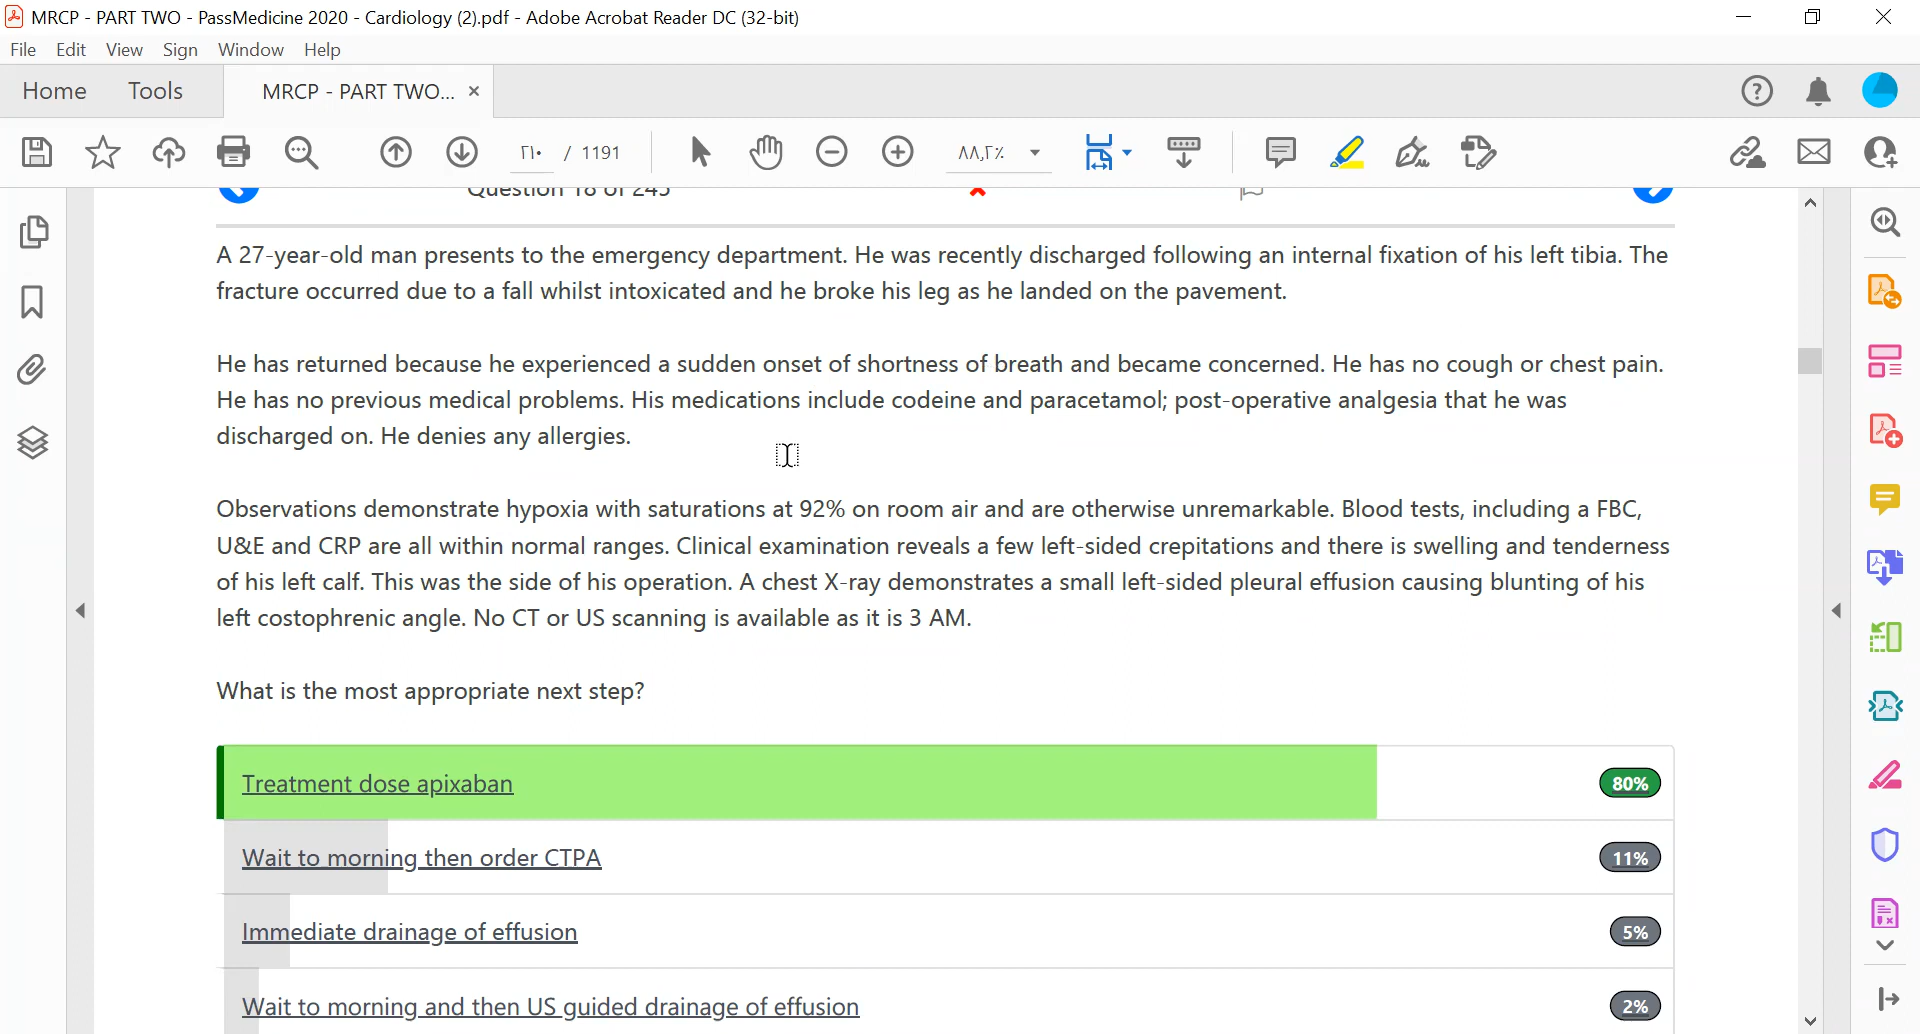 MRCP - PART TWO - PassMedicine 2020 - Cardiology (2).pdf - Adobe Acrobat Reader DC (32-bit)
File Edit View Sign Window Help
Home Tools MRCP - PART TWO... ×
٢١٠ / 1191 ٨٨,٢٪
Question 18 of 245
A 27-year-old man presents to the emergency department. He was recently discharged following an internal fixation of his left tibia. The
fracture occurred due to a fall whilst intoxicated and he broke his leg as he landed on the pavement.
He has returned because he experienced a sudden onset of shortness of breath and became concerned. He has no cough or chest pain.
He has no previous medical problems. His medications include codeine and paracetamol; post-operative analgesia that he was
discharged on. He denies any allergies.
Observations demonstrate hypoxia with saturations at 92% on room air and are otherwise unremarkable. Blood tests, including a FBC,
U&E and CRP are all within normal ranges. Clinical examination reveals a few left-sided crepitations and there is swelling and tenderness
of his left calf. This was the side of his operation. A chest X-ray demonstrates a small left-sided pleural effusion causing blunting of his
left costophrenic angle. No CT or US scanning is available as it is 3 AM.
What is the most appropriate next step?
Treatment dose apixaban 80%
Wait to morning then order CTPA 11%
Immediate drainage of effusion 5%
Wait to morning and then US guided drainage of effusion 2%